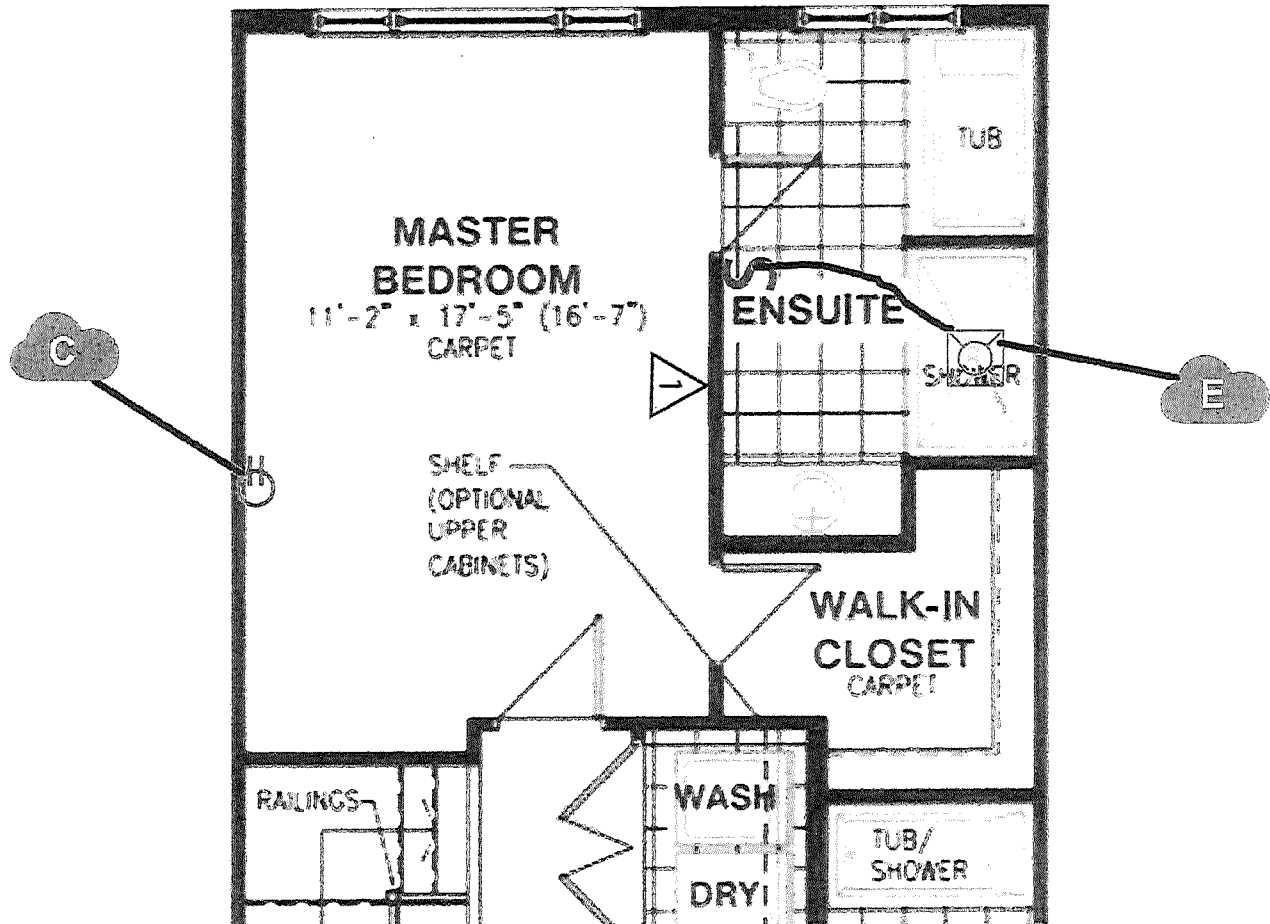 TUB
MASTER
BEDROOM
11'-2" x 17'-5" (16'-7")
CARPET
S
ENSUITE
C
SHOWER
E
1
H
SHELF
(OPTIONAL
UPPER
CABINETS)
WALK-IN
CLOSET
CARPET
RAILINGS
WASH
TUB/
SHOWER
DRY